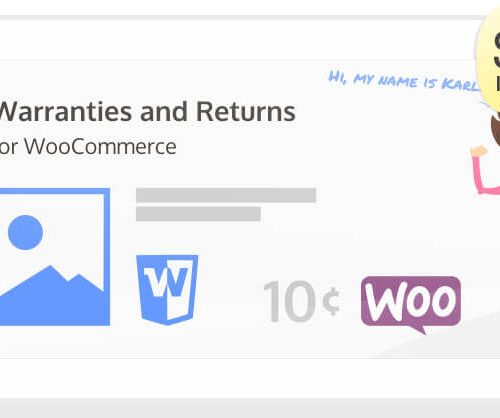 Hi, my name is Karl
Warranties and Returns
or WooCommerce
W
10¢
WOO